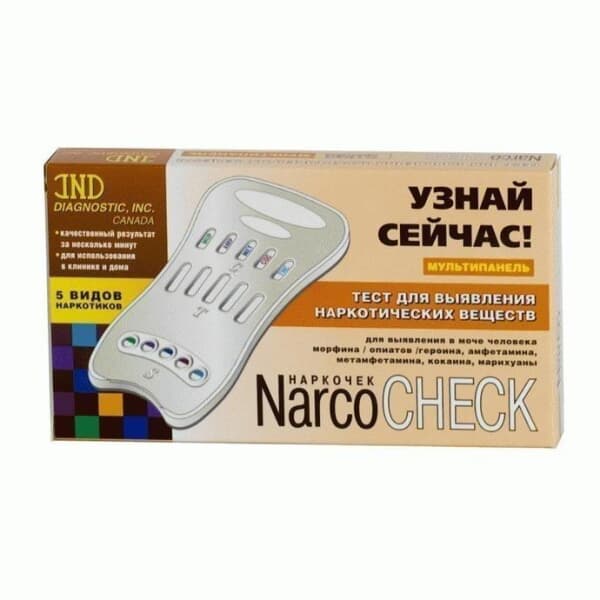 IND
DIAGNOSTIC, INC.
CANADA
• качественный результат
за несколько минут
• для использования
в клинике и дома
5 ВИДОВ
НАРКОТИКОВ
C
T
S
Narco
УЗНАЙ
СЕЙЧАС!
МУЛЬТИПАНЕЛЬ
ТЕСТ ДЛЯ ВЫЯВЛЕНИЯ
НАРКОТИЧЕСКИХ ВЕЩЕСТВ
для выявления в моче человека
морфина / опиатов /героина, амфетамина,
метамфетамина, кокаина, марихуаны
НАРКОЧЕК
NarcoCHECK